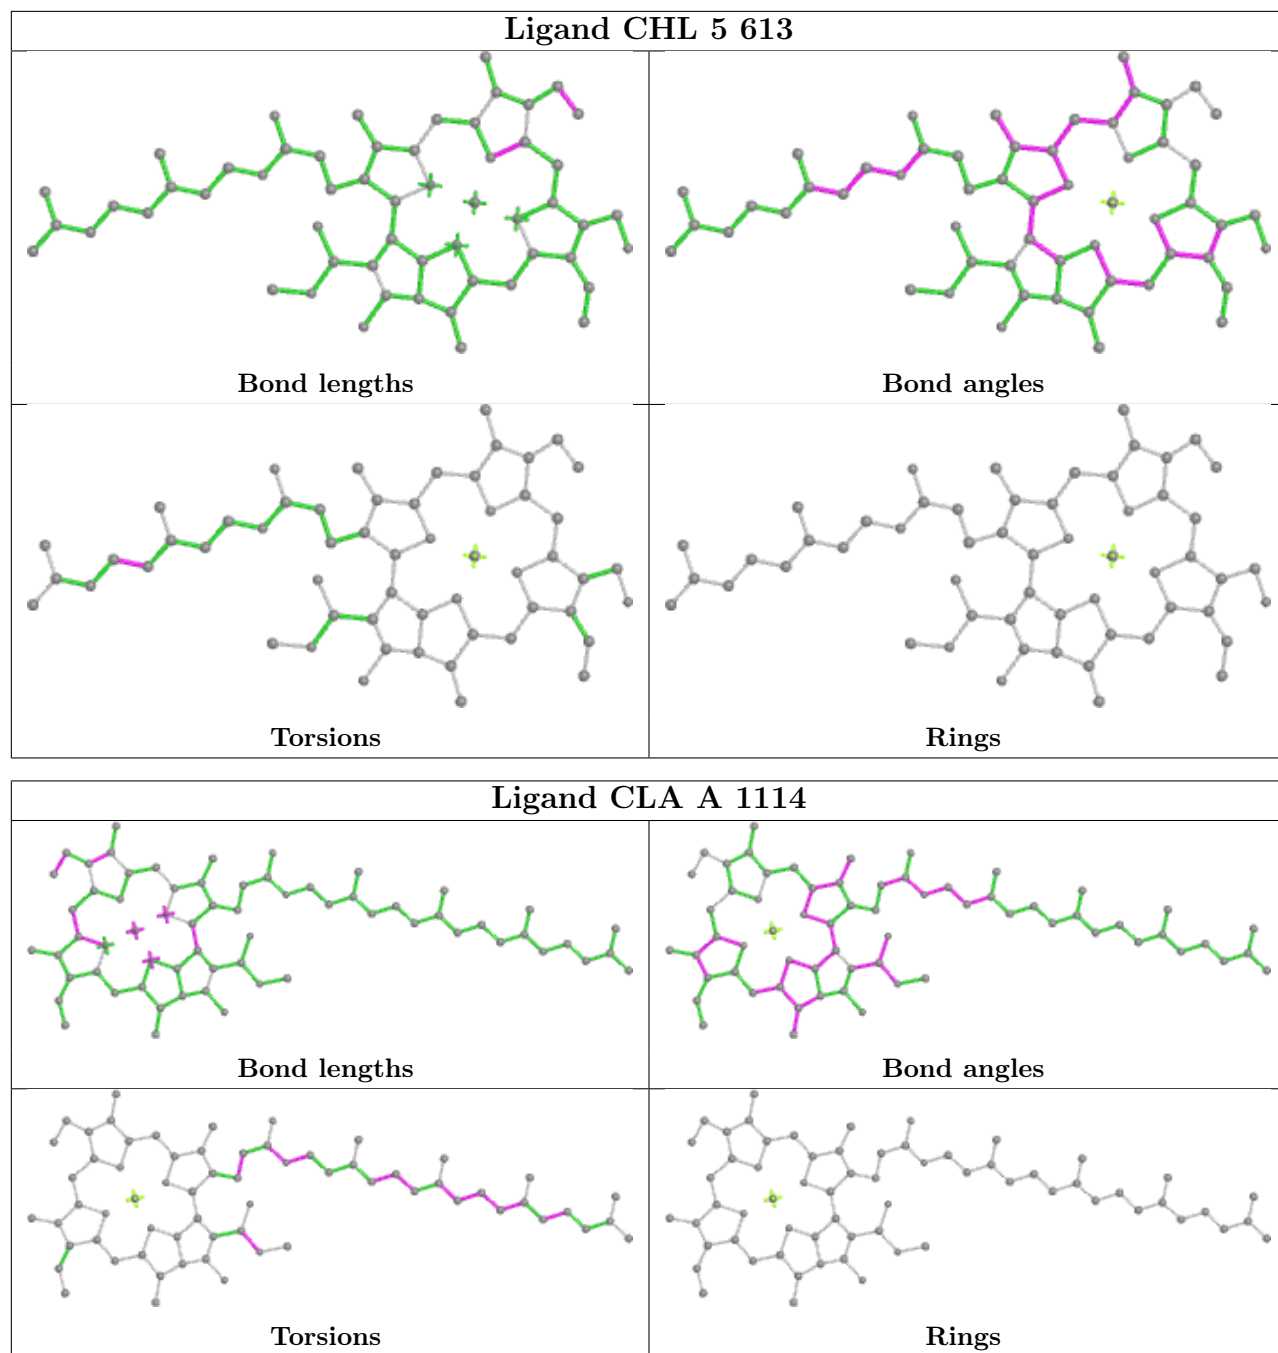 Ligand CHL 5 613
Bond lengths
Bond angles
Torsions
Rings
Ligand CLA A 1114
Bond lengths
Bond angles
Torsions
Rings